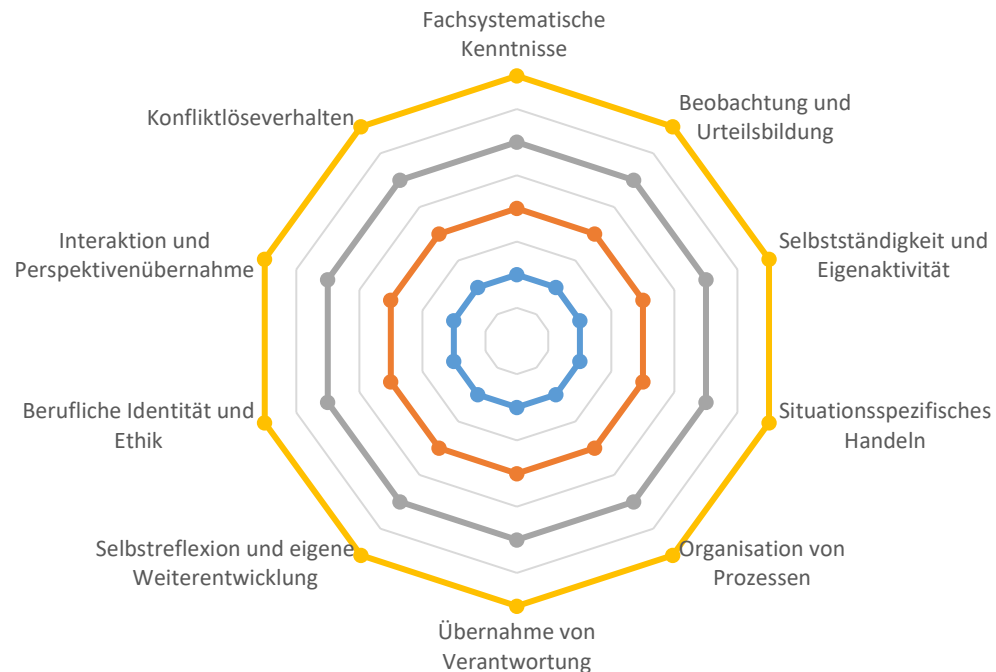 Fachsystematische
Kenntnisse
Beobachtung und
Urteilsbildung
Selbstständigkeit und
Eigenaktivität
Situationsspezifisches
Handeln
Organisation von
Prozessen
Übernahme von
Verantwortung
Selbstreflexion und eigene
Weiterentwicklung
Berufliche Identität und
Ethik
Interaktion und
Perspektivenübernahme
Konfliktlöseverhalten